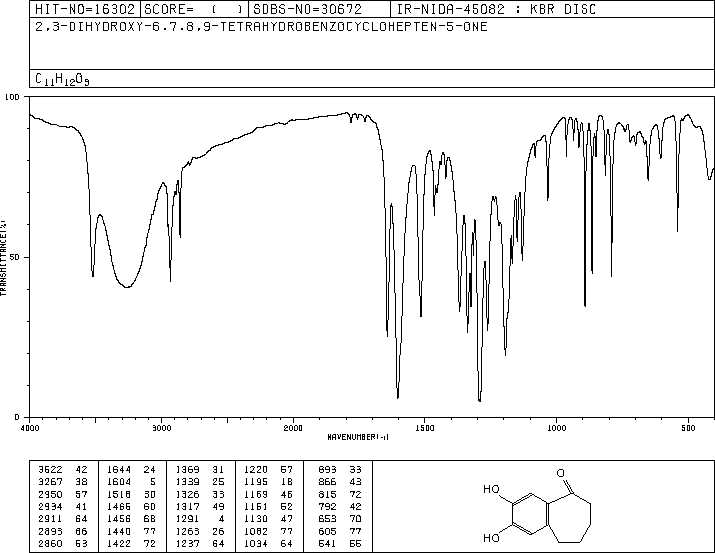 HIT-NO=16302 SCORE= ( ) SDBS-NO=30672 IR-NIDA-45082 : KBR DISC
2,3-DIHYDROXY-6,7,8,9-TETRAHYDROBENZOCYCLOHEPTEN-5-ONE
C11H12O3
100
50
0
TRANSMITTANCE(%)
4000 3000 2000 1500 1000 500
WAVENUMBER(-1)
3522 42 1644 24 1369 31 1220 57 893 33
3267 38 1604 5 1339 25 1195 18 866 43
2950 57 1518 30 1326 33 1169 46 815 72
2934 41 1466 60 1317 49 1161 52 792 42
2911 64 1456 68 1291 4 1130 47 653 70
2893 66 1440 77 1263 26 1082 77 605 77
2860 53 1422 72 1237 64 1034 64 541 55
O
HO
HO